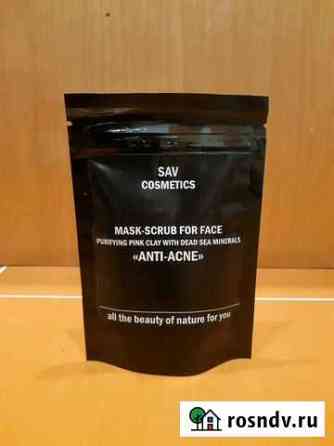 SAV
COSMETICS
MASK-SCRUB FOR FACE
PURIFYING PINK CLAY WITH DEAD SEA MINERALS
«ANTI-ACNE»
all the beauty of nature for you
rosndv.ru